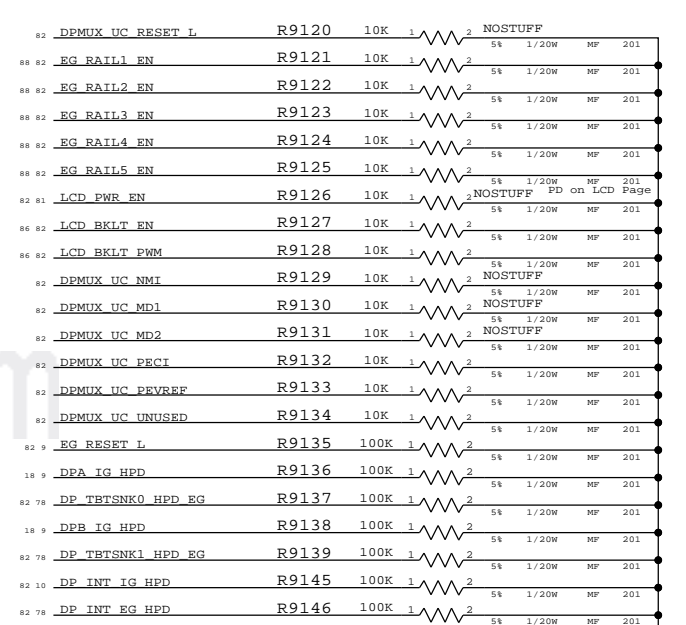 82 DPMUX_UC_RESET_L R9120 10K 1 2 NOSTUFF
5% 1/20W MF 201
88 82 EG_RAIL1_EN R9121 10K 1 2
5% 1/20W MF 201
88 82 EG_RAIL2_EN R9122 10K 1 2
5% 1/20W MF 201
88 82 EG_RAIL3_EN R9123 10K 1 2
5% 1/20W MF 201
88 82 EG_RAIL4_EN R9124 10K 1 2
5% 1/20W MF 201
88 82 EG_RAIL5_EN R9125 10K 1 2
5% 1/20W MF 201
82 81 LCD_PWR_EN R9126 10K 1 2 NOSTUFF PD on LCD Page
5% 1/20W MF 201
86 82 LCD_BKLT_EN R9127 10K 1 2
5% 1/20W MF 201
86 82 LCD_BKLT_PWM R9128 10K 1 2
5% 1/20W MF 201
82 DPMUX_UC_NMI R9129 10K 1 2 NOSTUFF
5% 1/20W MF 201
82 DPMUX_UC_MD1 R9130 10K 1 2 NOSTUFF
5% 1/20W MF 201
82 DPMUX_UC_MD2 R9131 10K 1 2 NOSTUFF
5% 1/20W MF 201
82 DPMUX_UC_PECI R9132 10K 1 2
5% 1/20W MF 201
82 DPMUX_UC_PEVREF R9133 10K 1 2
5% 1/20W MF 201
82 DPMUX_UC_UNUSED R9134 10K 1 2
5% 1/20W MF 201
82 9 EG_RESET_L R9135 100K 1 2
5% 1/20W MF 201
18 9 DPA_IG_HPD R9136 100K 1 2
5% 1/20W MF 201
82 78 DP_TBTSNK0_HPD_EG R9137 100K 1 2
5% 1/20W MF 201
18 9 DPB_IG_HPD R9138 100K 1 2
5% 1/20W MF 201
82 78 DP_TBTSNK1_HPD_EG R9139 100K 1 2
5% 1/20W MF 201
82 10 DP_INT_IG_HPD R9145 100K 1 2
5% 1/20W MF 201
82 78 DP_INT_EG_HPD R9146 100K 1 2
5% 1/20W MF 201